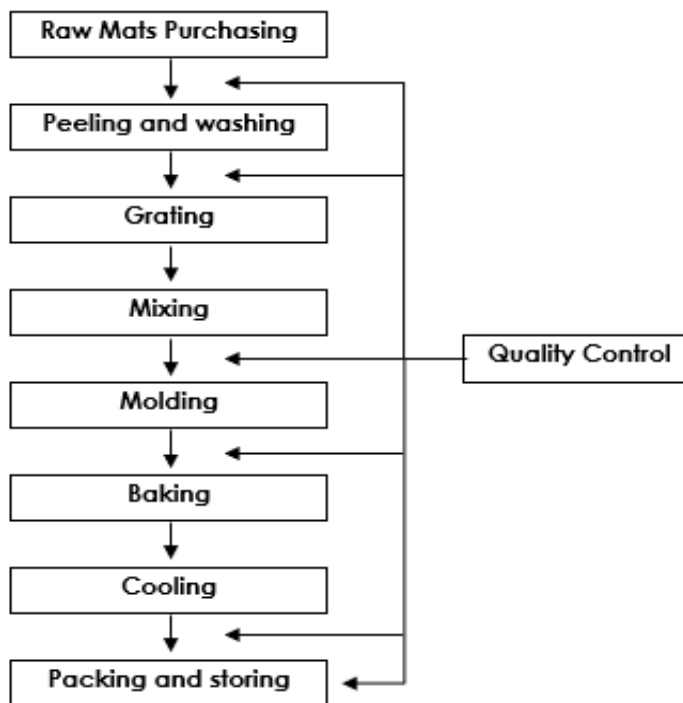 Raw Mats Purchasing
Peeling and washing
Grating
Mixing
Quality Control
Molding
Baking
Cooling
Packing and storing